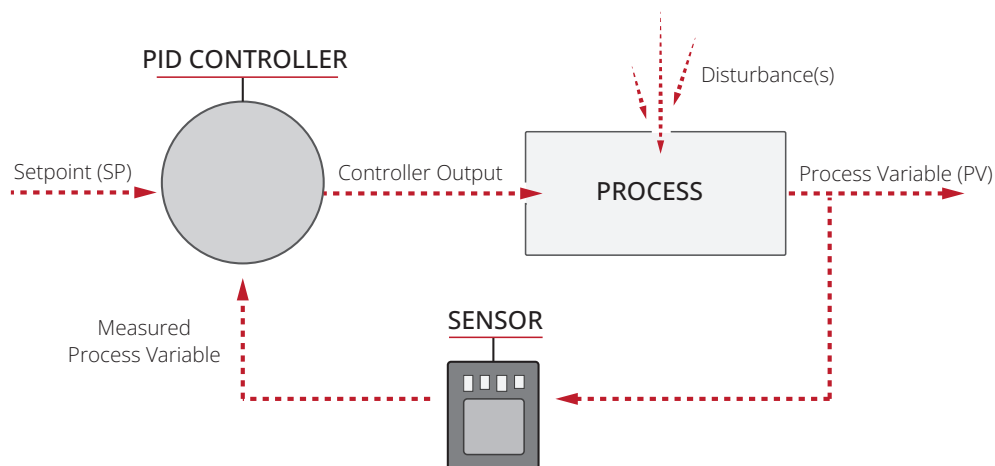 PID CONTROLLER
Disturbance(s)
Setpoint (SP)
Controller Output
PROCESS
Process Variable (PV)
Measured
Process Variable
SENSOR